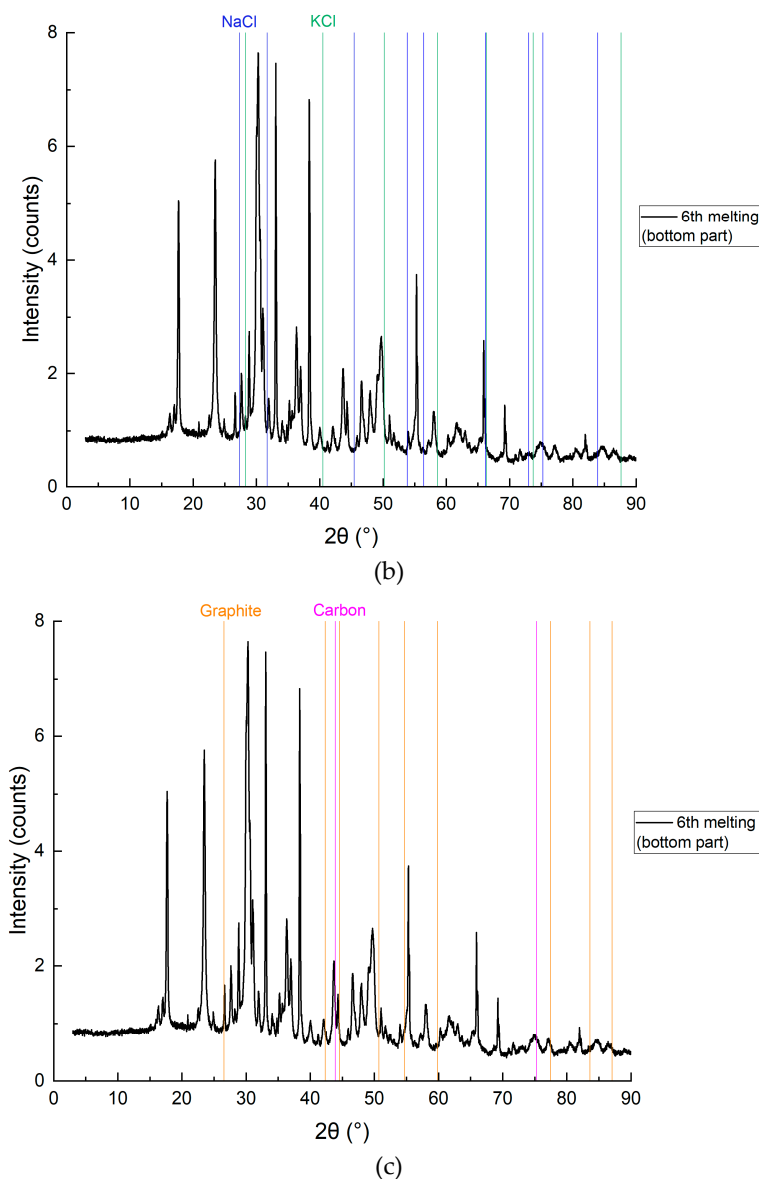 NaCl KCl
8
6
4
2
0
Intensity (counts)
6th melting
(bottom part)
0 10 20 30 40 50 60 70 80 90
2θ (°)
(b)
Graphite Carbon
8
6
4
2
0
Intensity (counts)
6th melting
(bottom part)
0 10 20 30 40 50 60 70 80 90
2θ (°)
(c)